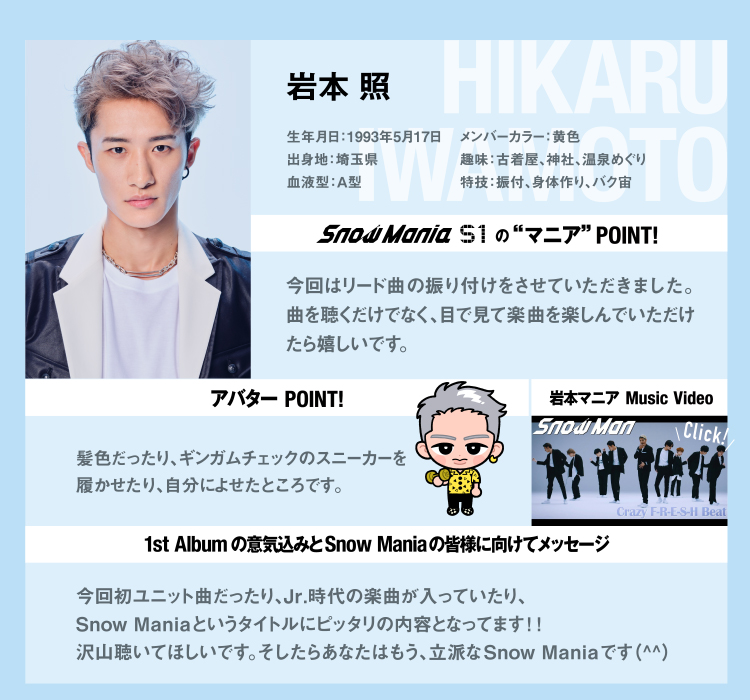 HIKARU
IWAMOTO
岩本 照
生年月日：1993年5月17日 メンバーカラー：黄色
出身地：埼玉県 趣味：古着屋、神社、温泉めぐり
血液型：A型 特技：振付、身体作り、バク宙
Snow Mania S1 の “マニア” POINT!
今回はリード曲の振り付けをさせていただきました。
曲を聴くだけでなく、目で見て楽曲を楽しんでいただけ
たら嬉しいです。
アバター POINT!
髪色だったり、ギンガムチェックのスニーカーを
履かせたり、自分によせたところです。
岩本マニア Music Video
Snow Man
Click!
Crazy F-R-E-S-H Beat
1st Albumの意気込みとSnow Maniaの皆様に向けてメッセージ
今回初ユニット曲だったり、Jr.時代の楽曲が入っていたり、
Snow Maniaというタイトルにピッタリの内容となってます！！
沢山聴いてほしいです。そしたらあなたはもう、立派なSnow Maniaです（^^）